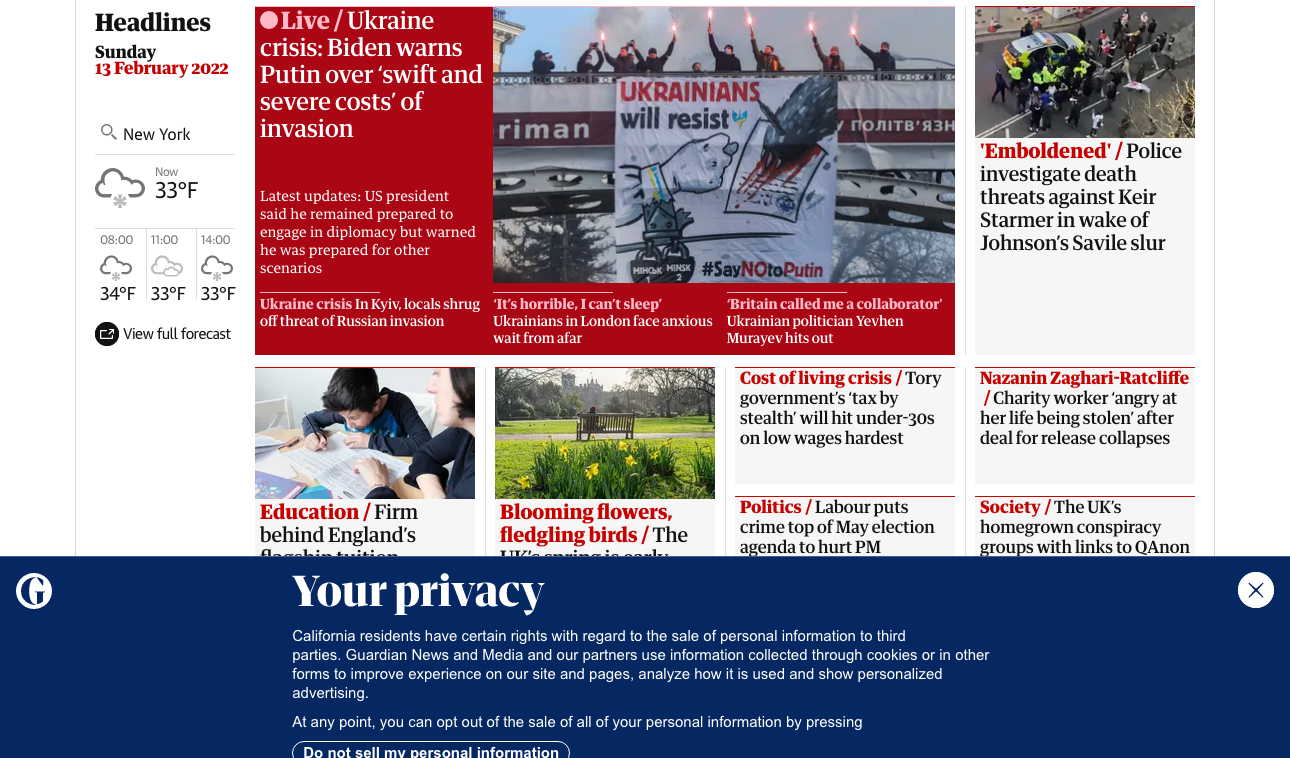 Headlines
Sunday
13 February 2022
New York
Now
33°F
08:00
11:00
14:00
34°F
33°F
33°F
View full forecast
Live / Ukraine
crisis: Biden warns
Putin over ‘swift and
severe costs’ of
invasion
Latest updates: US president
said he remained prepared to
engage in diplomacy but warned
he was prepared for other
scenarios
UKRAINIANS
will resist
riman
У ПОЛІТВ'ЯЗН
МІНСЬК 1
MINSK 2
#SayNOtoPutin
Ukraine crisis In Kyiv, locals shrug
off threat of Russian invasion
‘It’s horrible, I can’t sleep’
Ukrainians in London face anxious
wait from afar
‘Britain called me a collaborator'
Ukrainian politician Yevhen
Murayev hits out
'Emboldened' / Police
investigate death
threats against Keir
Starmer in wake of
Johnson’s Savile slur
Education / Firm
behind England’s
flagship tuition
Blooming flowers,
fledgling birds / The
UK’s spring is early
Cost of living crisis / Tory
government’s ‘tax by
stealth’ will hit under-30s
on low wages hardest
Nazanin Zaghari-Ratcliffe
/ Charity worker ‘angry at
her life being stolen’ after
deal for release collapses
Politics / Labour puts
crime top of May election
agenda to hurt PM
Society / The UK’s
homegrown conspiracy
groups with links to QAnon
G
Your privacy
California residents have certain rights with regard to the sale of personal information to third
parties. Guardian News and Media and our partners use information collected through cookies or in other
forms to improve experience on our site and pages, analyze how it is used and show personalized
advertising.
At any point, you can opt out of the sale of all of your personal information by pressing
Do not sell my personal information